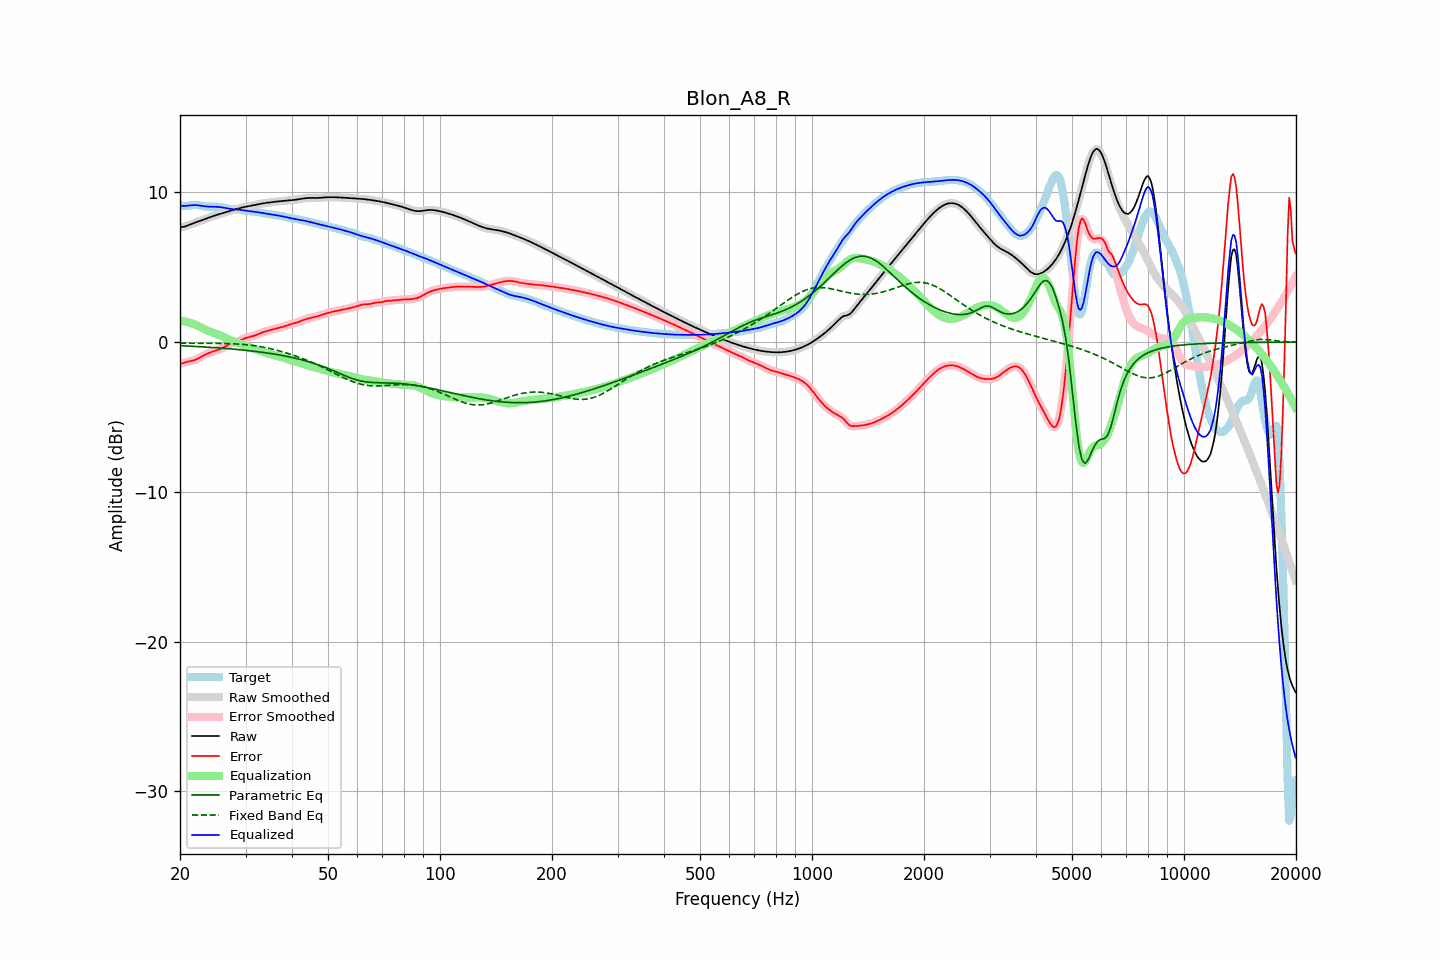 Blon_A8_R
Amplitude (dBr)
10
0
−10
−20
−30
Target
Raw Smoothed
Error Smoothed
Raw
Error
Equalization
Parametric Eq
Fixed Band Eq
Equalized
20 50 100 200 500 1000 2000 5000 10000 20000
Frequency (Hz)